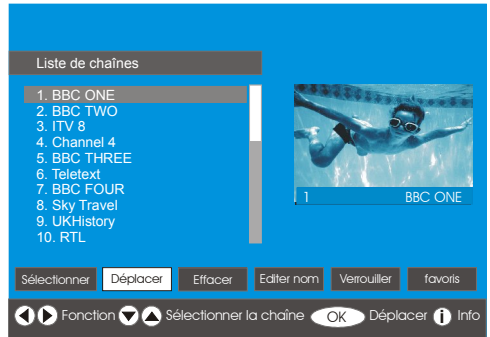 Liste de chaînes
1. BBC ONE
2. BBC TWO
3. ITV 8
4. Channel 4
5. BBC THREE
6. Teletext
7. BBC FOUR
8. Sky Travel
9. UKHistory
10. RTL
1 BBC ONE
Sélectionner Déplacer Effacer Editer nom Verrouiller favoris
Fonction Sélectionner la chaîne OK Déplacer i Info